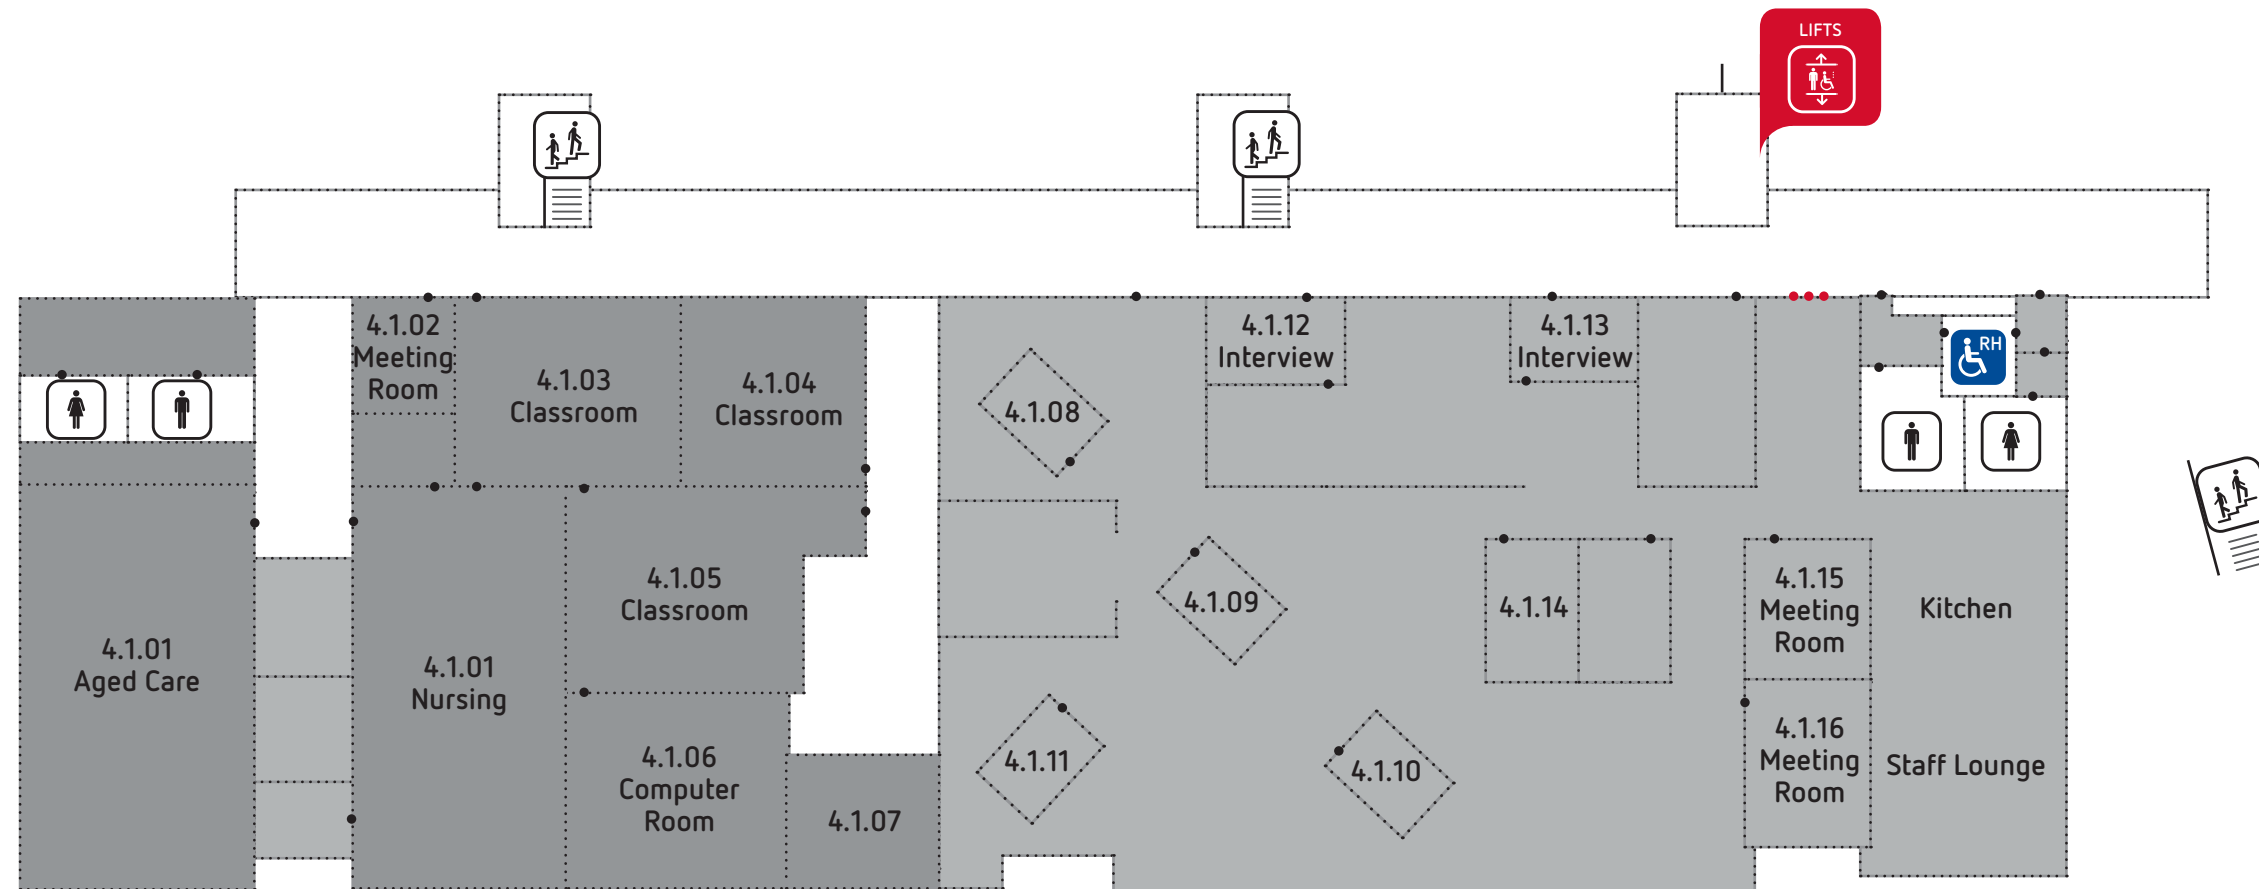 LIFTS
4.1.02
Meeting
Room
4.1.03
Classroom
4.1.04
Classroom
4.1.08
4.1.12
Interview
4.1.13
Interview
RH
4.1.01
Aged Care
4.1.01
Nursing
4.1.05
Classroom
4.1.09
4.1.14
4.1.15
Meeting
Room
Kitchen
4.1.06
Computer
Room
4.1.07
4.1.11
4.1.10
4.1.16
Meeting
Room
Staff Lounge